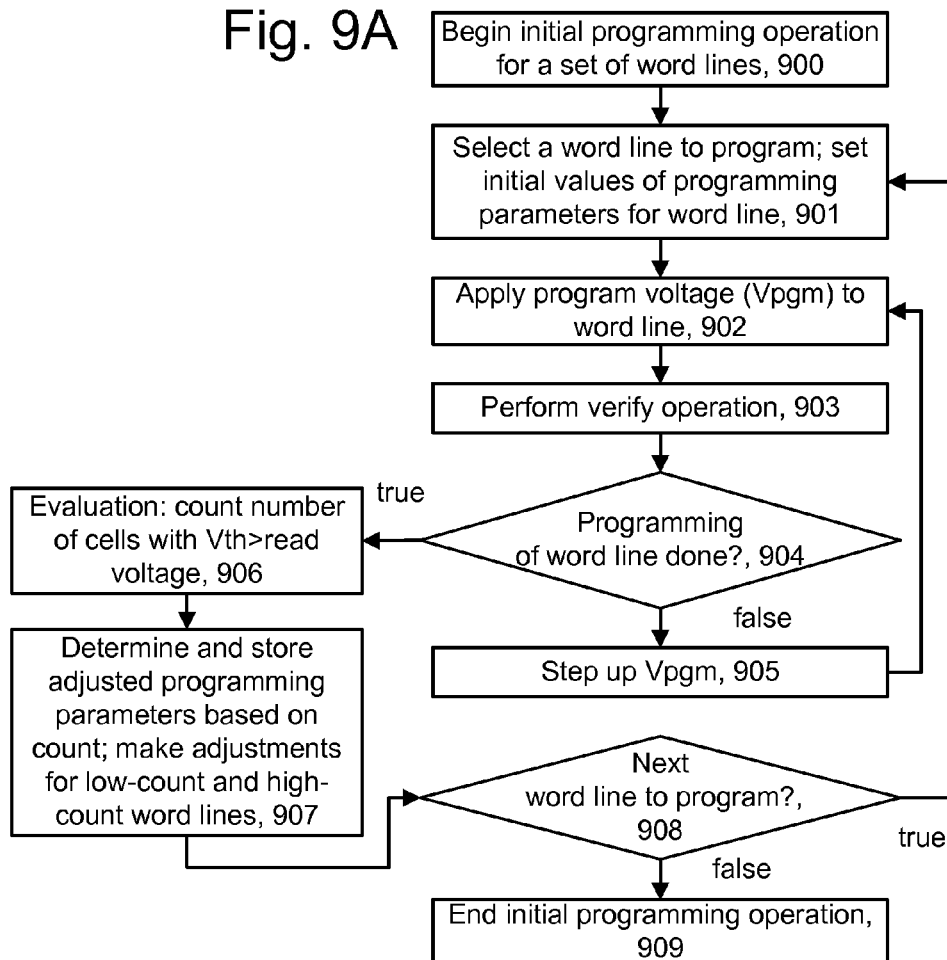 Fig. 9A
Begin initial programming operation
for a set of word lines, 900
Select a word line to program; set
initial values of programming
parameters for word line, 901
Apply program voltage (Vpgm) to
word line, 902
Perform verify operation, 903
Programming
of word line done?, 904
true
false
Evaluation: count number
of cells with Vth>read
voltage, 906
Step up Vpgm, 905
Determine and store
adjusted programming
parameters based on
count; make adjustments
for low-count and high-
count word lines, 907
Next
word line to program?,
908
true
false
End initial programming operation,
909